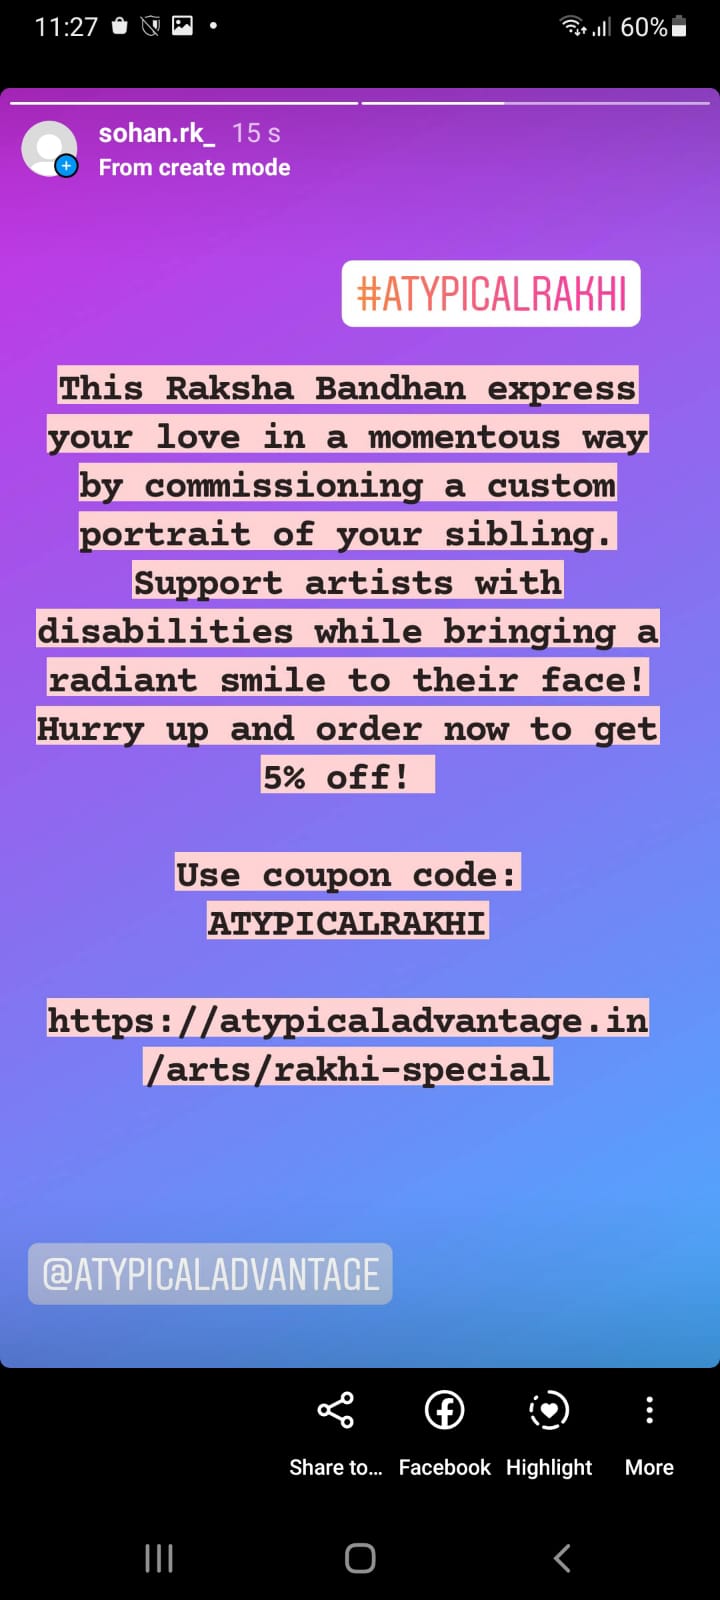 11:27
60%
sohan.rk_ 15 s
From create mode
#ATYPICALRAKHI
This Raksha Bandhan express
your love in a momentous way
by commissioning a custom
portrait of your sibling.
Support artists with
disabilities while bringing a
radiant smile to their face!
Hurry up and order now to get
5% off!
Use coupon code:
ATYPICALRAKHI
https://atypicaladvantage.in
/arts/rakhi-special
@ATYPICALADVANTAGE
Share to... Facebook Highlight More